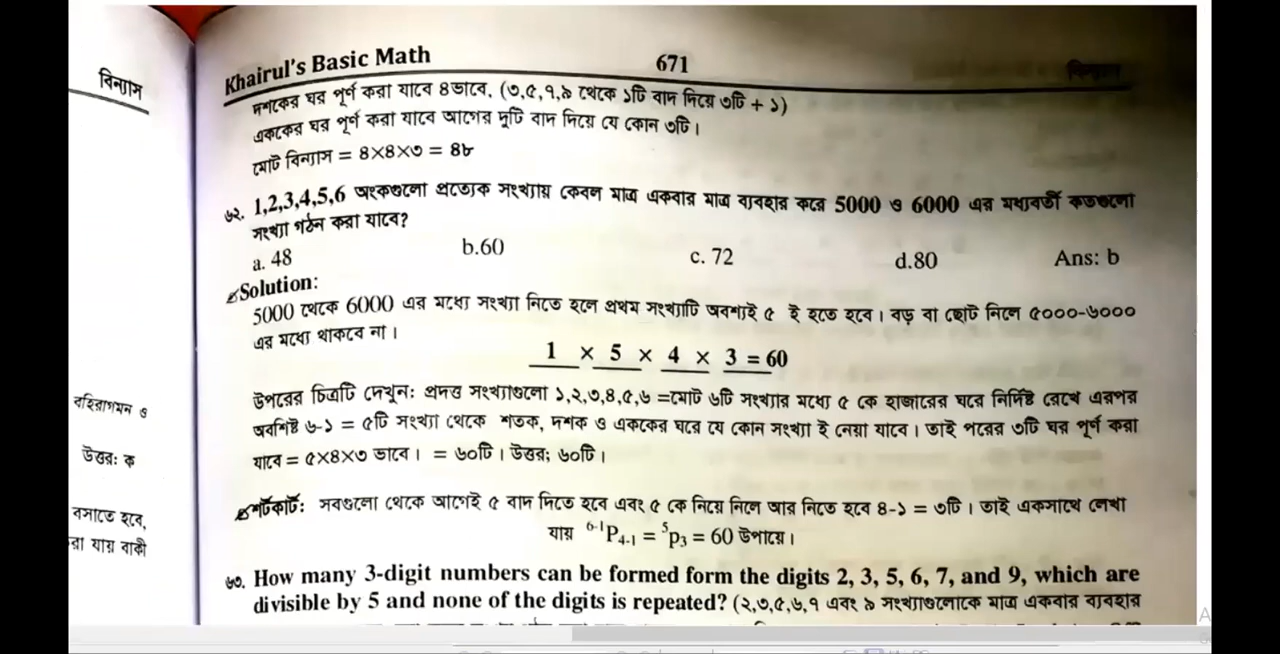 বিন্যাস
Khairul's Basic Math 671 বিন্যাস
দশকের ঘর পূর্ণ করা যাবে ৪ভাবে, (৩,৫,৭,৯ থেকে ১টি বাদ দিয়ে ৩টি + ১)
এককের ঘর পূর্ণ করা যাবে আগের দুটি বাদ দিয়ে যে কোন ৩টি।
মোট বিন্যাস = ৪×৪×৩ = ৪৮
৬২. 1,2,3,4,5,6 অংকগুলো প্রত্যেক সংখ্যায় কেবল মাত্র একবার মাত্র ব্যবহার করে 5000 ও 6000 এর মধ্যবর্তী কতগুলো
সংখ্যা গঠন করা যাবে?
a. 48 b.60 c. 72 d.80 Ans: b
Solution:
5000 থেকে 6000 এর মধ্যে সংখ্যা নিতে হলে প্রথম সংখ্যাটি অবশ্যই ৫ ই হতে হবে। বড় বা ছোট নিলে ৫০০০-৬০০০
এর মধ্যে থাকবে না।
1 × 5 × 4 × 3 = 60
উপরের চিত্রটি দেখুন: প্রদত্ত সংখ্যাগুলো ১,২,৩,৪,৫,৬ =মোট ৬টি সংখ্যার মধ্যে ৫ কে হাজারের ঘরে নির্দিষ্ট রেখে এরপর
অবশিষ্ট ৬-১ = ৫টি সংখ্যা থেকে শতক, দশক ও এককের ঘরে যে কোন সংখ্যা ই নেয়া যাবে। তাই পরের ৩টি ঘর পূর্ণ করা
যাবে = ৫×৪×৩ ভাবে। = ৬০টি। উত্তর; ৬০টি।
শর্টকার্ট: সবগুলো থেকে আগেই ৫ বাদ দিতে হবে এবং ৫ কে নিয়ে নিলে আর নিতে হবে ৪-১ = ৩টি। তাই একসাথে লেখা
যায় ⁶⁻¹P₄₋₁ = ⁵p₃ = 60 উপায়ে।
৬৩. How many 3-digit numbers can be formed form the digits 2, 3, 5, 6, 7, and 9, which are
divisible by 5 and none of the digits is repeated? (২,৩,৫,৬,৭ এবং ৯ সংখ্যাগুলোকে মাত্র একবার ব্যবহার
বহিরাগমন ও
উত্তর: ক
বসাতে হবে,
রা যায় বাকী